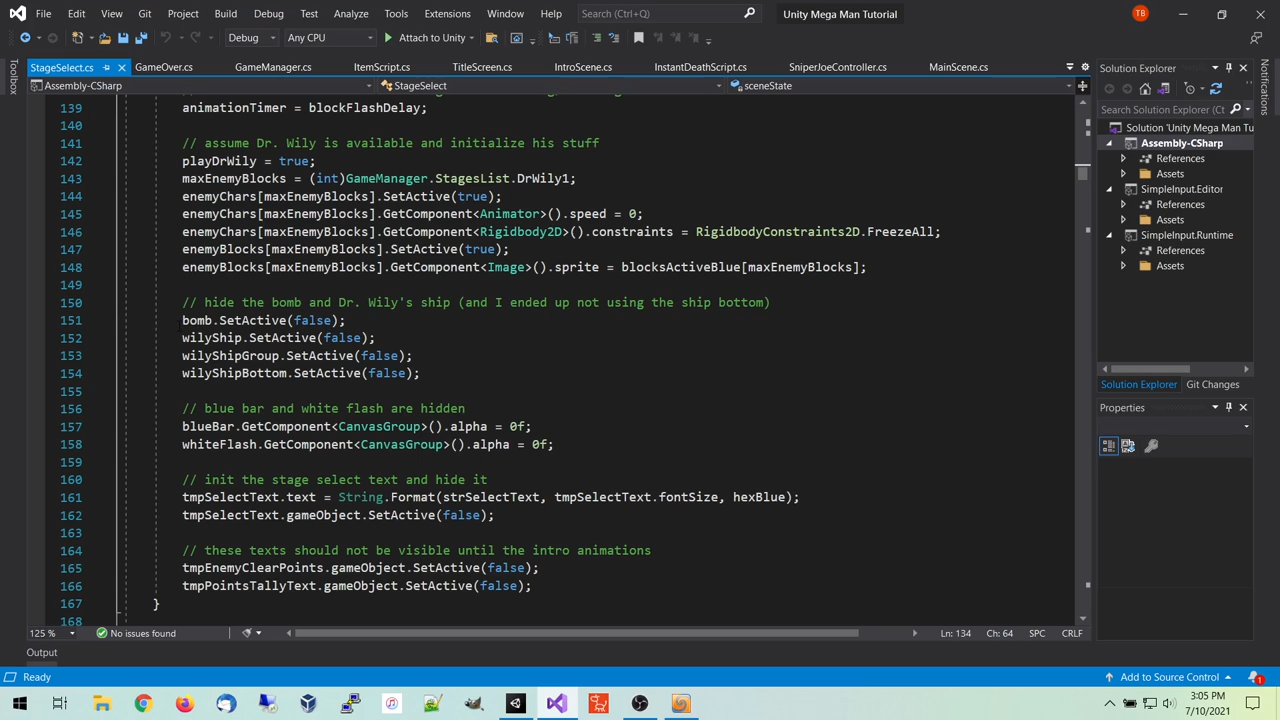 File Edit View Git Project Build Debug Test Analyze Tools Extensions Window Help Search (Ctrl+Q) Unity Mega Man Tutorial TB
Debug Any CPU Attach to Unity
Toolbox
StageSelect.cs GameOver.cs GameManager.cs ItemScript.cs TitleScreen.cs IntroScene.cs InstantDeathScript.cs SniperJoeController.cs MainScene.cs
Assembly-CSharp StageSelect sceneState
139 animationTimer = blockFlashDelay;
140
141 // assume Dr. Wily is available and initialize his stuff
142 playDrWily = true;
143 maxEnemyBlocks = (int)GameManager.StagesList.DrWily1;
144 enemyChars[maxEnemyBlocks].SetActive(true);
145 enemyChars[maxEnemyBlocks].GetComponent<Animator>().speed = 0;
146 enemyChars[maxEnemyBlocks].GetComponent<Rigidbody2D>().constraints = RigidbodyConstraints2D.FreezeAll;
147 enemyBlocks[maxEnemyBlocks].SetActive(true);
148 enemyBlocks[maxEnemyBlocks].GetComponent<Image>().sprite = blocksActiveBlue[maxEnemyBlocks];
149
150 // hide the bomb and Dr. Wily's ship (and I ended up not using the ship bottom)
151 bomb.SetActive(false);
152 wilyShip.SetActive(false);
153 wilyShipGroup.SetActive(false);
154 wilyShipBottom.SetActive(false);
155
156 // blue bar and white flash are hidden
157 blueBar.GetComponent<CanvasGroup>().alpha = 0f;
158 whiteFlash.GetComponent<CanvasGroup>().alpha = 0f;
159
160 // init the stage select text and hide it
161 tmpSelectText.text = String.Format(strSelectText, tmpSelectText.fontSize, hexBlue);
162 tmpSelectText.gameObject.SetActive(false);
163
164 // these texts should not be visible until the intro animations
165 tmpEnemyClearPoints.gameObject.SetActive(false);
166 tmpPointsTallyText.gameObject.SetActive(false);
167 }
168
125 % No issues found Ln: 134 Ch: 64 SPC CRLF
Output
Solution Explorer
Search Solution Explorer (Ctrl+
Solution 'Unity Mega Man Tu
Assembly-CSharp
References
Assets
SimpleInput.Editor
References
Assets
SimpleInput.Runtime
References
Assets
Solution Explorer Git Changes
Properties
Notifications
Ready Add to Source Control 1
3:05 PM
7/10/2021